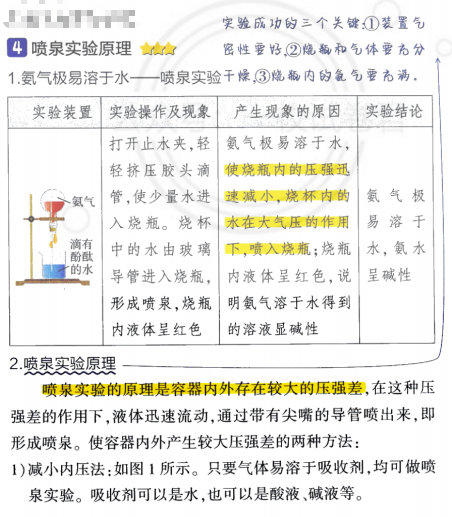 实验成功的三个关键:①装置气
密性要好,②烧瓶和气体要充分
干燥,③烧瓶内的氨气要充满。
4 喷泉实验原理
1.氨气极易溶于水——喷泉实验
实验装置 实验操作及现象 产生现象的原因 实验结论
氨气
滴有
酚酞
的水
打开止水夹,轻
轻挤压胶头滴
管,使少量水进
入烧瓶。烧杯
中的水由玻璃
导管进入烧瓶,
形成喷泉,烧瓶
内液体呈红色
氨气极易溶于水,
使烧瓶内的压强迅
速减小,烧杯内的
水在大气压的作用
下,喷入烧瓶;烧瓶
内液体呈红色,说
明氨气溶于水得到
的溶液显碱性
氨气极
易溶于
水,氨水
呈碱性
2.喷泉实验原理
喷泉实验的原理是容器内外存在较大的压强差,在这种压
强差的作用下,液体迅速流动,通过带有尖嘴的导管喷出来,即
形成喷泉。使容器内外产生较大压强差的两种方法:
1)减小内压法:如图1所示。只要气体易溶于吸收剂,均可做喷
泉实验。吸收剂可以是水,也可以是酸液、碱液等。